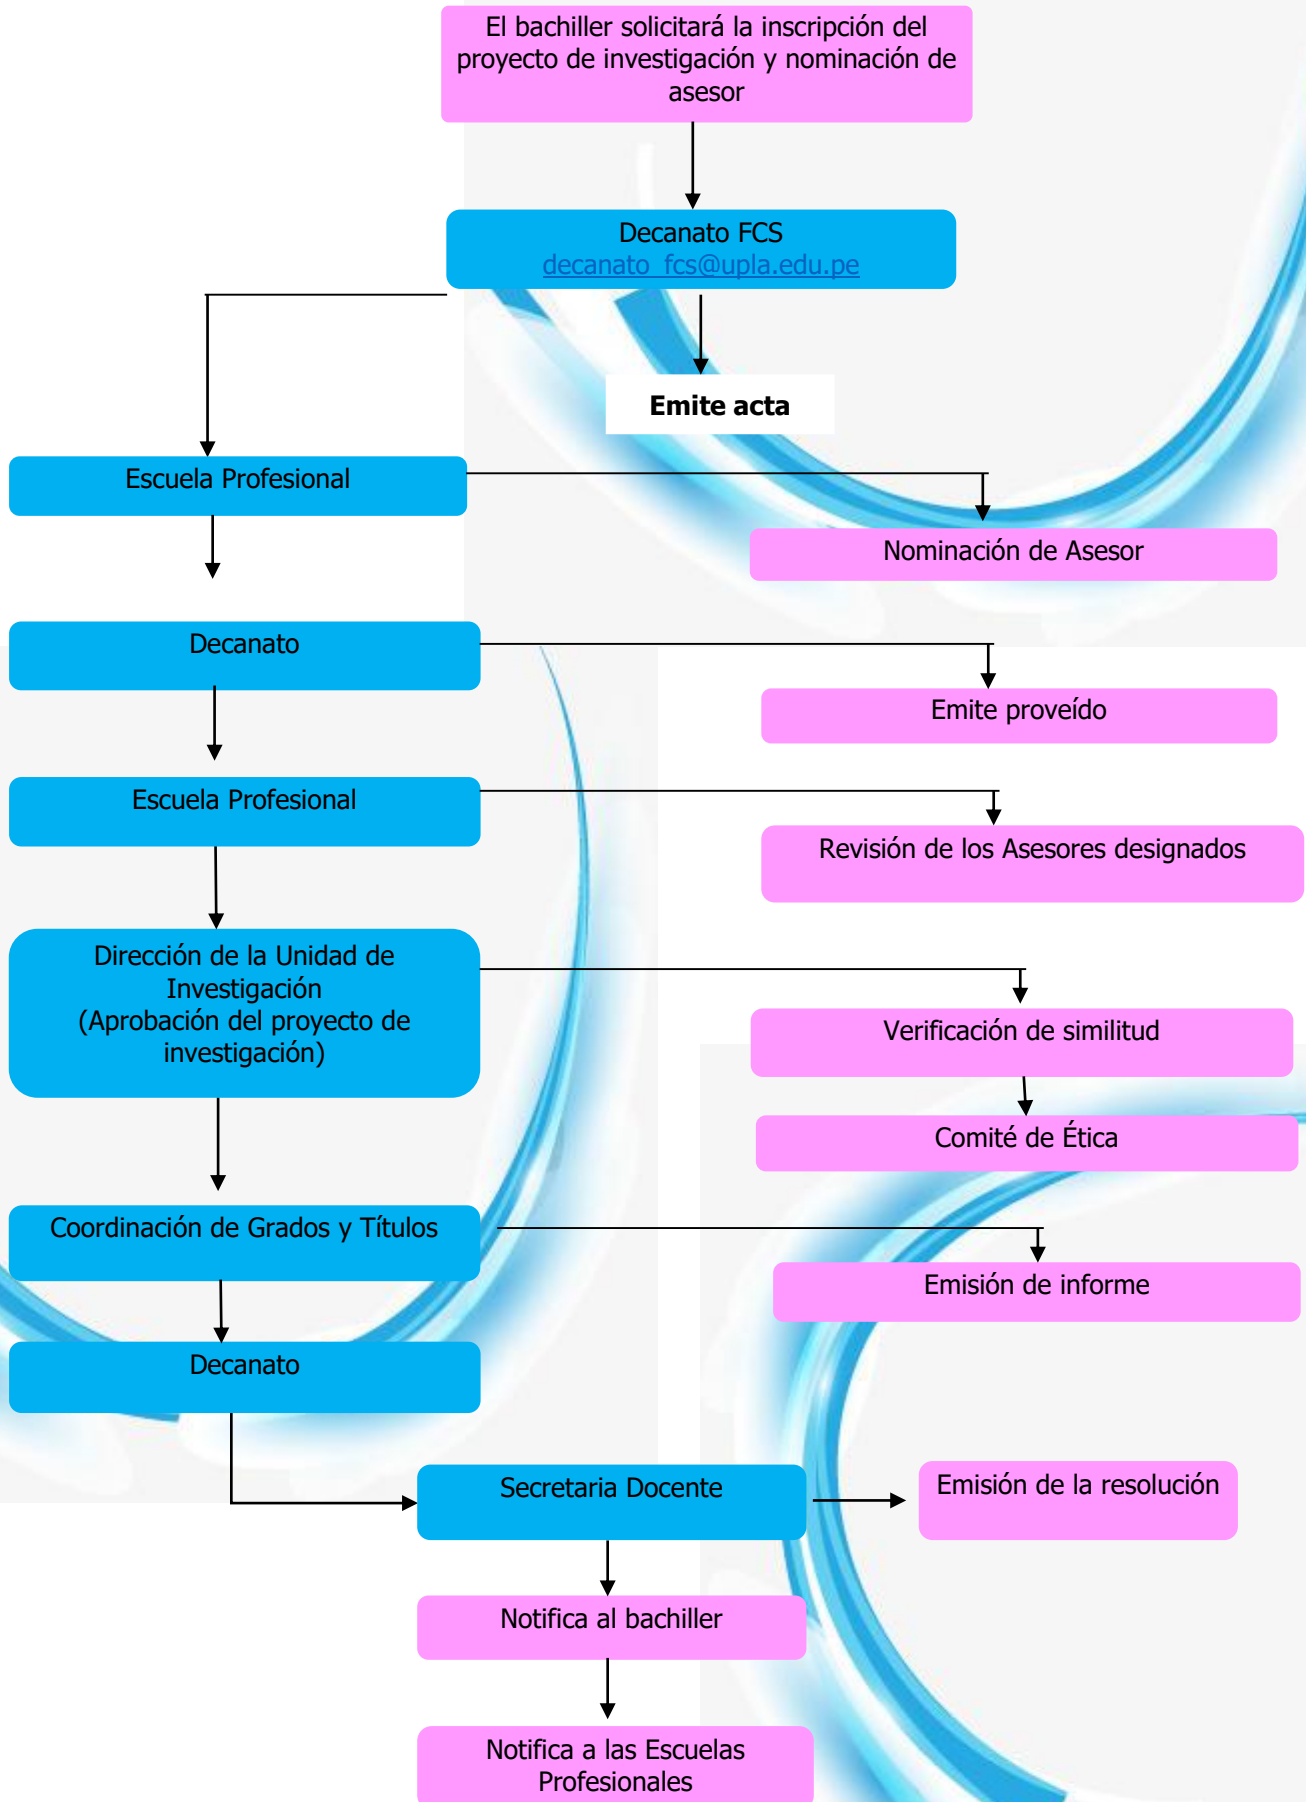 El bachiller solicitará la inscripción del
proyecto de investigación y nominación de
asesor
Decanato FCS
decanato_fcs@upla.edu.pe
Emite acta
Escuela Profesional
Nominación de Asesor
Decanato
Emite proveído
Escuela Profesional
Revisión de los Asesores designados
Dirección de la Unidad de
Investigación
(Aprobación del proyecto de
investigación)
Verificación de similitud
Comité de Ética
Coordinación de Grados y Títulos
Emisión de informe
Decanato
Secretaria Docente
Emisión de la resolución
Notifica al bachiller
Notifica a las Escuelas
Profesionales